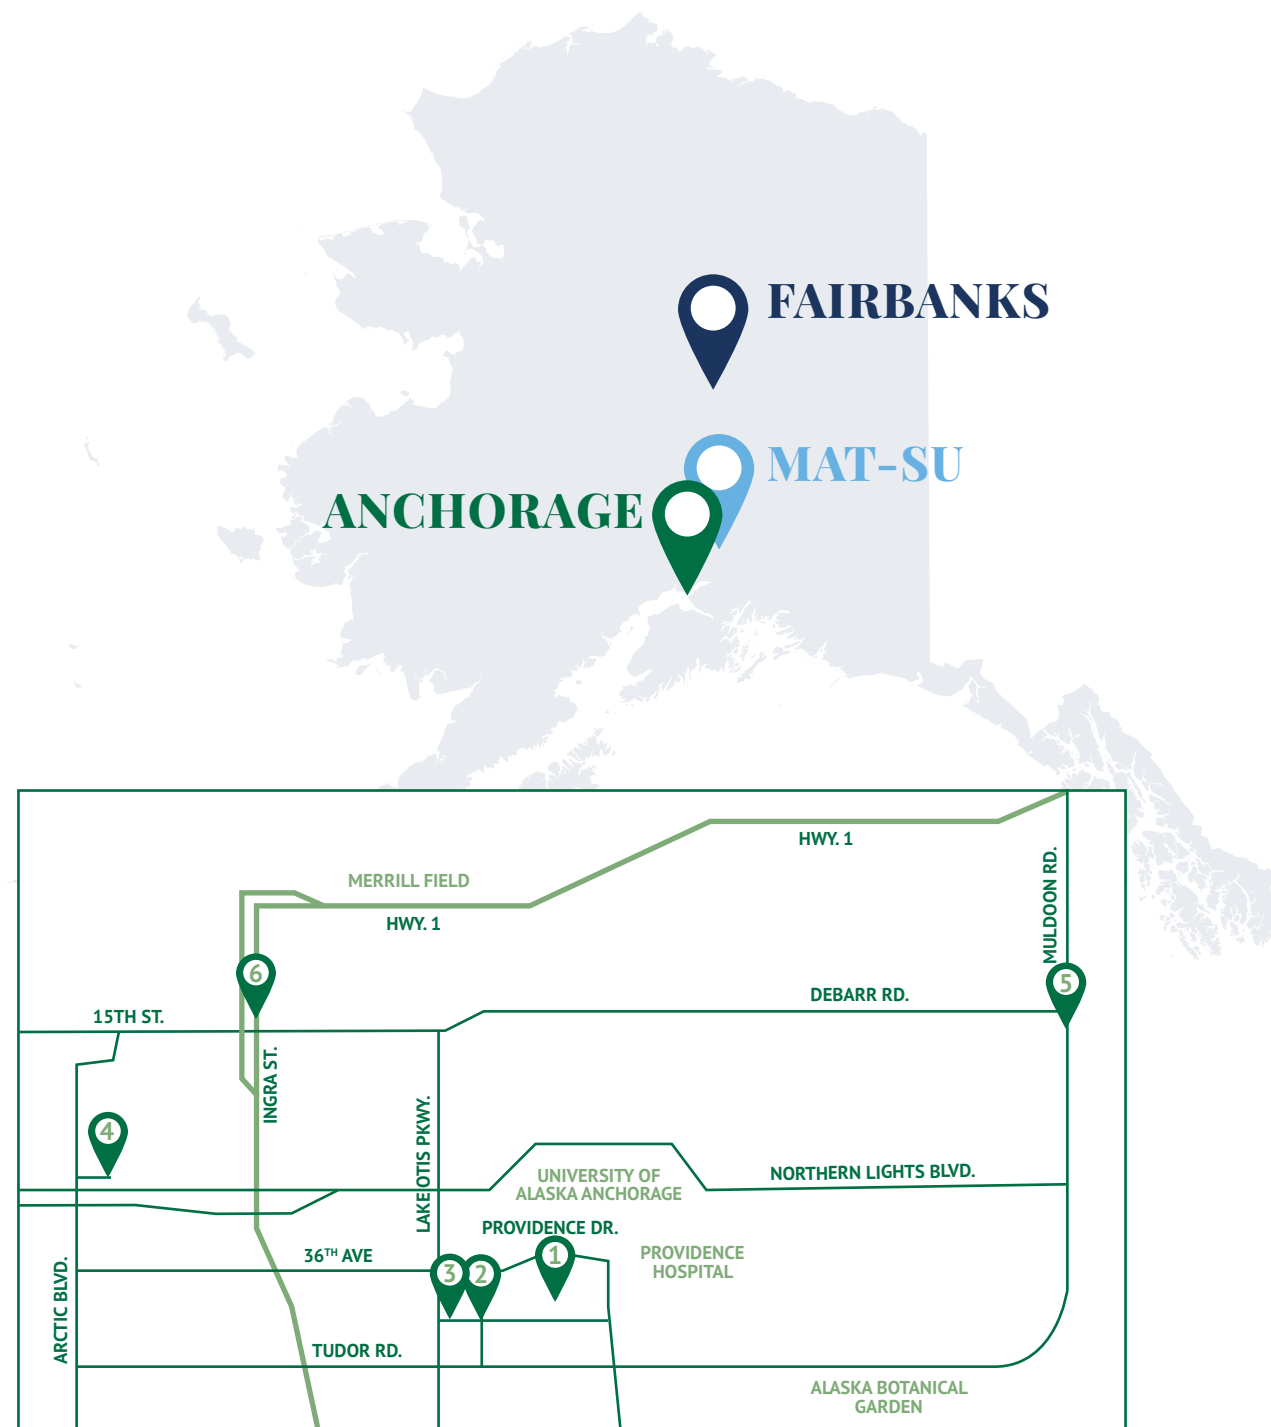 FAIRBANKS
MAT-SU
ANCHORAGE
HWY. 1
MERRILL FIELD
HWY. 1
MULDOON RD.
6
5
DEBARR RD.
15TH ST.
INGRA ST.
LAKE OTIS PKWY.
4
UNIVERSITY OF
ALASKA ANCHORAGE
NORTHERN LIGHTS BLVD.
PROVIDENCE DR.
36TH AVE
1
PROVIDENCE
HOSPITAL
3
2
ARCTIC BLVD.
TUDOR RD.
ALASKA BOTANICAL
GARDEN